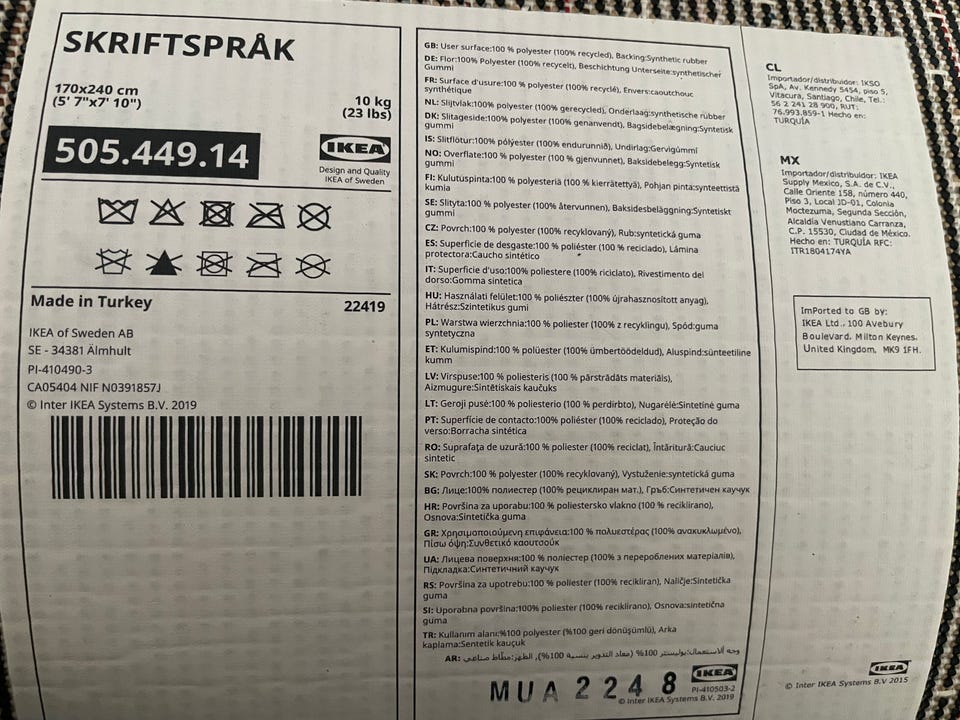 SKRIFTSPRÅK
170x240 cm
(5' 7"x7' 10")
10 kg
(23 lbs)
505.449.14
IKEA
Design and Quality
IKEA of Sweden
Made in Turkey
22419
IKEA of Sweden AB
SE - 34381 Älmhult
PI-410490-3
CA05404 NIF N0391857J
© Inter IKEA Systems B.V. 2019
GB: User surface:100 % polyester (100% recycled), Backing:Synthetic rubber
DE: Flor:100% Polyester (100% recycelt), Beschichtung Unterseite:synthetischer
Gummi
FR: Surface d'usure:100 % polyester (100% recyclé), Envers:caoutchouc
synthétique
NL: Slijtvlak:100% polyester (100% gerecycled), Onderlaag:synthetische rubber
DK: Slitageside:100% polyester (100% genanvendt), Bagsidebelægning:Syntetisk
gummi
IS: Slitflötur:100% pólýester (100% endurunnið), Undirlag:Gervigúmmí
NO: Overflate:100 % polyester (100 % gjenvunnet), Baksidelegg:Syntetisk
gummi
FI: Kulutuspinta:100 % polyesteriä (100 % kierrätettyä), Pohjan pinta:synteettistä
kumia
SE: Slityta:100 % polyester (100% återvunnen), Baksidesbeläggning:Syntetiskt
gummi
CZ: Povrch:100 % polyester (100% recyklovaný), Rub:syntetická guma
ES: Superficie de desgaste:100 % poliéster (100 % reciclado), Lámina
protectora:Caucho sintético
IT: Superficie d'uso:100% poliestere (100% riciclato), Rivestimento del
dorso:Gomma sintetica
HU: Használati felület:100 % poliészter (100% újrahasznosított anyag),
Hátrész:Szintetikus gumi
PL: Warstwa wierzchnia:100 % poliester (100% z recyklingu), Spód:guma
syntetyczna
ET: Kulumispind:100% polüester (100% ümbertöödeldud), Aluspind:sünteetiline
kumm
LV: Virspuse:100 % poliesteris (100 % pārstrādāts materiāls),
Aizmugure:Sintētiskais kaučuks
LT: Geroji pusė:100 % poliesterio (100 % perdirbto), Nugarėlė:Sintetinė guma
PT: Superfície de contacto:100% poliéster (100% reciclado), Proteção do
verso:Borracha sintética
RO: Suprafaţa de uzură:100 % poliester (100% reciclat), Întăritură:Cauciuc
sintetic
SK: Povrch:100 % polyester (100% recyklovaný), Vystuženie:syntetická guma
BG: Лице:100% полиестер (100% рециклиран мат.), Гръб:Синтетичен каучук
HR: Površina za uporabu:100% poliestersko vlakno (100 % reciklirano),
Osnova:Sintetička guma
GR: Χρησιμοποιούμενη επιφάνεια:100 % πολυεστέρας (100% ανακυκλωμένο),
Πίσω όψη:Συνθετικό καουτσούκ
UA: Лицева поверхня:100 % поліестер (100% з перероблених матеріалів),
Підкладка:Синтетичний каучук
RS: Površina za upotrebu:100 % poliester (100% recikliran), Naličje:Sintetička
guma
SI: Uporabna površina:100% poliester (100% reciklirano), Osnova:sintetična
guma
TR: Kullanım alanı:%100 polyester (%100 geri dönüşümlü), Arka
kaplama:Sentetik kauçuk
AR: وجه الاستعمال:بوليستر 100% (معاد التدوير بنسبة 100%)، الظهر:مطّاط صناعي
MUA 2248
IKEA
PI-410503-2
© Inter IKEA Systems B.V. 2019
CL
Importador/distribuidor: IKSO
SpA, Av. Kennedy 5454, piso 5,
Vitacura, Santiago, Chile, Tel.:
56 2 241 28 900, RUT:
76.993.859-1 Hecho en:
TURQUÍA
MX
Importador/distribuidor: IKEA
Supply Mexico, S.A. de C.V.,
Calle Oriente 158, número 440,
Piso 3, Local JD-01, Colonia
Moctezuma, Segunda Sección,
Alcaldía Venustiano Carranza,
C.P. 15530, Ciudad de México.
Hecho en: TURQUÍA RFC:
ITR1804174YA
ImPorted to GB by:
IKEA Ltd., 100 Avebury
BouLevard, Milton Keynes,
United Kingdom, MK9 1FH.
IKEA
© Inter IKEA Systems B.V 2015